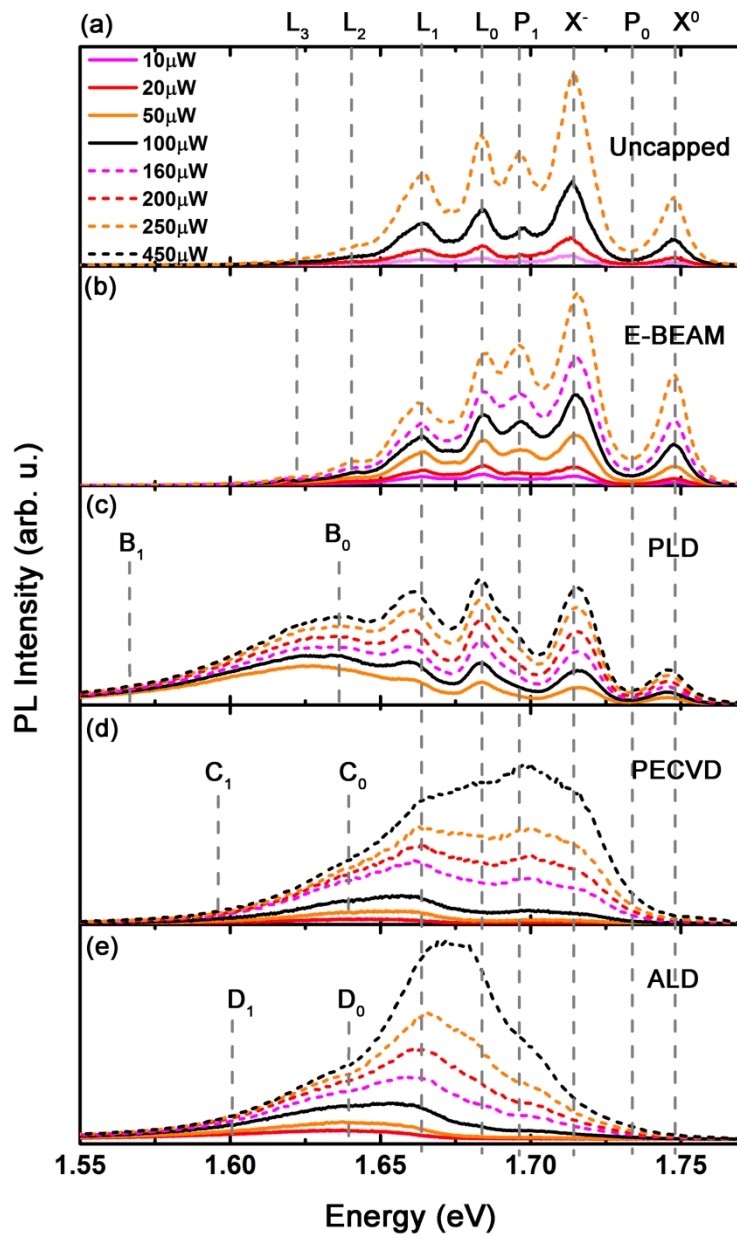 (a) L₃ L₂ L₁ L₀ P₁ X⁻ P₀ X⁰
10μW
20μW
50μW
100μW
160μW
200μW
250μW
450μW
Uncapped
(b)
E-BEAM
(c)
B₁ B₀
PLD
(d)
C₁ C₀
PECVD
(e)
D₁ D₀
ALD
PL Intensity (arb. u.)
1.55 1.60 1.65 1.70 1.75
Energy (eV)